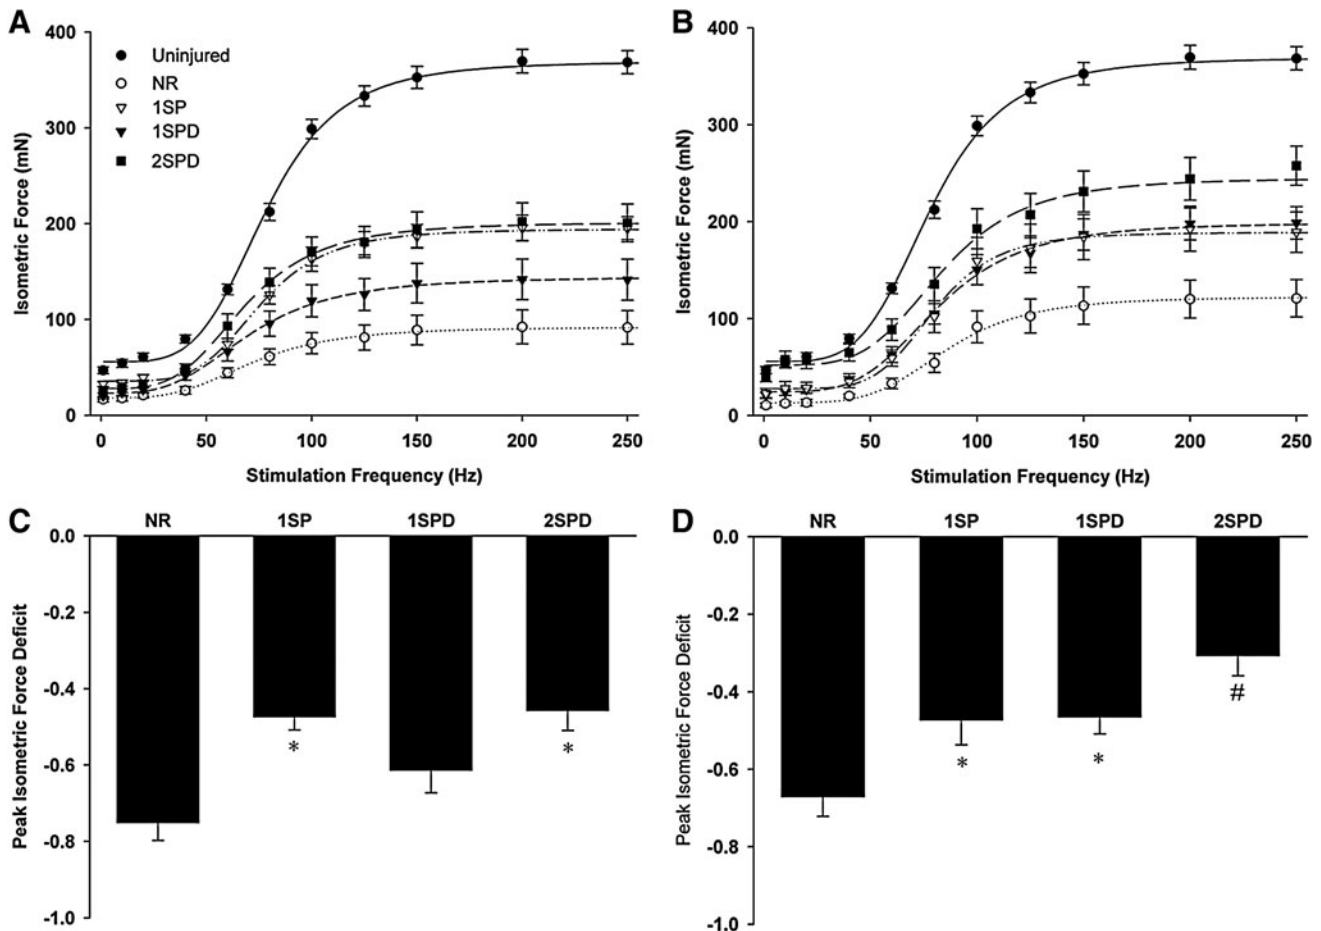 A
400
300
200
100
0
Isometric Force (mN)
Uninjured
NR
1SP
1SPD
2SPD
0 50 100 150 200 250
Stimulation Frequency (Hz)
B
400
300
200
100
0
Isometric Force (mN)
0 50 100 150 200 250
Stimulation Frequency (Hz)
C
NR 1SP 1SPD 2SPD
0.0
-0.2
-0.4
-0.6
-0.8
-1.0
Peak Isometric Force Deficit
* *
D
NR 1SP 1SPD 2SPD
0.0
-0.2
-0.4
-0.6
-0.8
-1.0
Peak Isometric Force Deficit
* * #